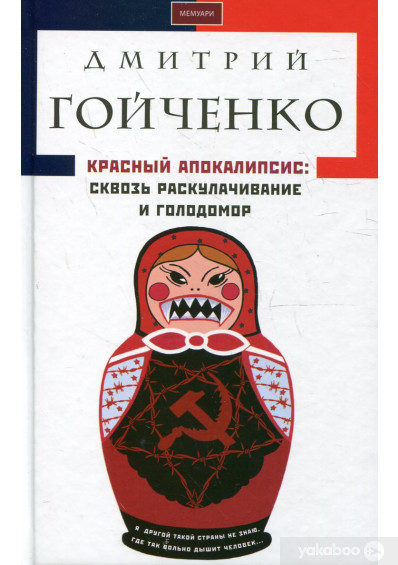 МЕМУАРИ
ДМИТРИЙ
ГОЙЧЕНКО
КРАСНЫЙ АПОКАЛИПСИС:
СКВОЗЬ РАСКУЛАЧИВАНИЕ
И ГОЛОДОМОР
Я ДРУГОЙ ТАКОЙ СТРАНЫ НЕ ЗНАЮ,
ГДЕ ТАК ВОЛЬНО ДЫШИТ ЧЕЛОВЕК...
yakaboo